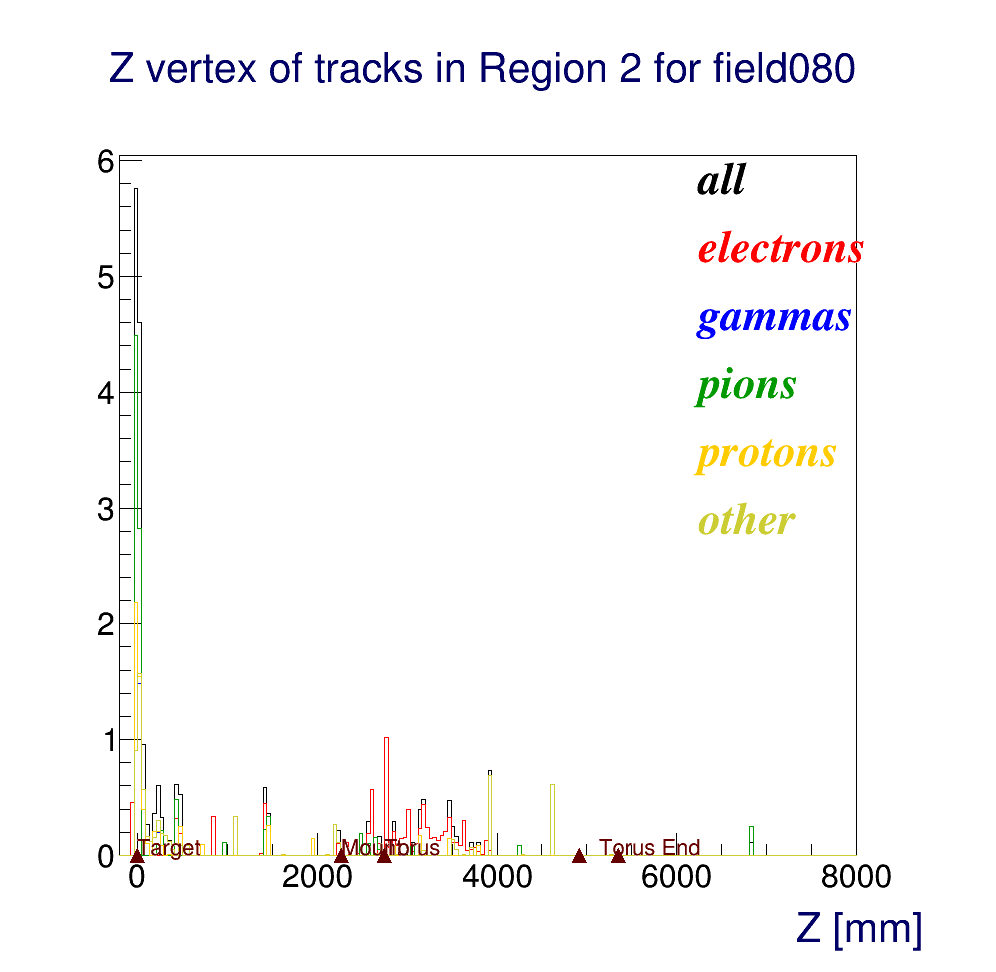 Z vertex of tracks in Region 2 for field080
6
all
electrons
5
gammas
4
pions
protons
3
other
2
1
0
Target
Mount
Torus
Torus End
0 2000 4000 6000 8000
Z [mm]